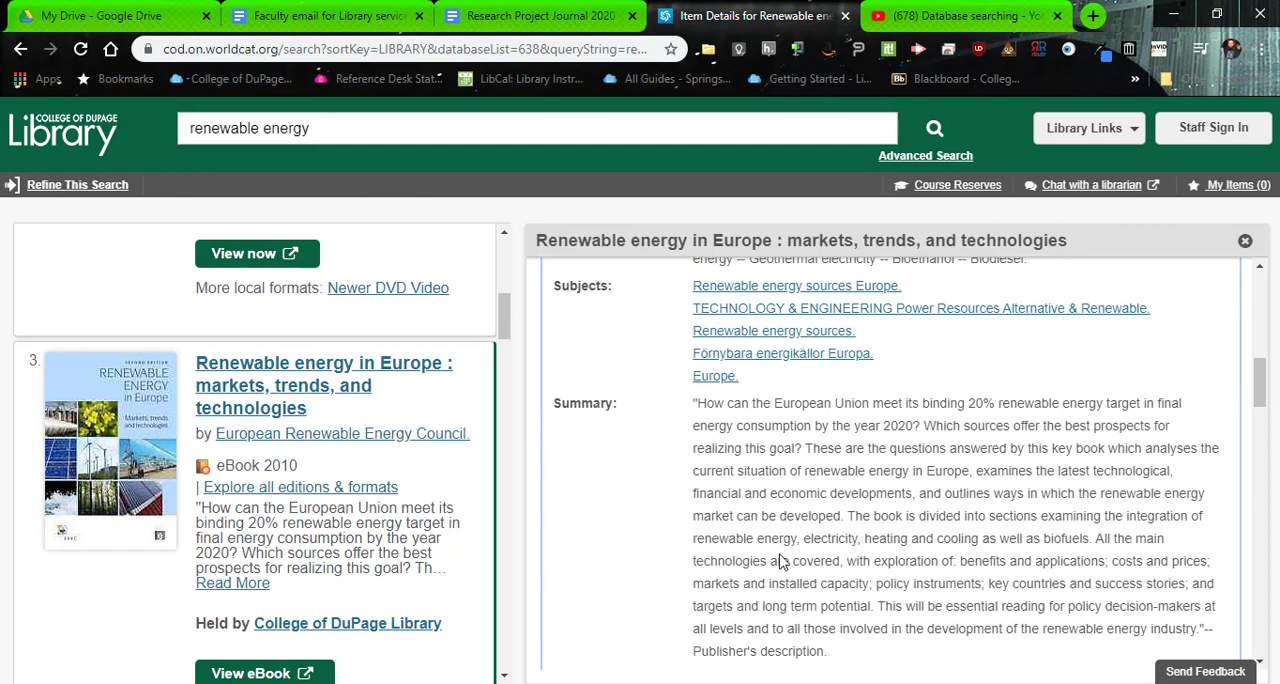 My Drive - Google Drive
Faculty email for Library servic
Research Project Journal 2020
Item Details for Renewable ene
(678) Database searching - Yo
cod.on.worldcat.org/search?sortKey=LIBRARY&databaseList=638&queryString=re...
Apps
Bookmarks
College of DuPage...
Reference Desk Stat...
LibCal: Library Instr...
All Guides - Springs...
Getting Started - Li...
Blackboard - Colleg...
»
COLLEGE OF DUPAGE
Library
renewable energy
Library Links
Staff Sign In
Advanced Search
Refine This Search
Course Reserves
Chat with a librarian
My Items (0)
View now
More local formats: Newer DVD Video
3.
SECOND EDITION
RENEWABLE
ENERGY
in Europe
Markets, trends
and technologies
Renewable energy in Europe :
markets, trends, and
technologies
by European Renewable Energy Council.
eBook 2010
| Explore all editions & formats
"How can the European Union meet its
binding 20% renewable energy target in
final energy consumption by the year
2020? Which sources offer the best
prospects for realizing this goal? Th...
Read More
Held by College of DuPage Library
View eBook
Renewable energy in Europe : markets, trends, and technologies
energy -- Geothermal electricity -- Bioethanol -- Biodiesel.
Subjects:
Renewable energy sources Europe.
TECHNOLOGY & ENGINEERING Power Resources Alternative & Renewable.
Renewable energy sources.
Förnybara energikällor Europa.
Europe.
Summary:
"How can the European Union meet its binding 20% renewable energy target in final
energy consumption by the year 2020? Which sources offer the best prospects for
realizing this goal? These are the questions answered by this key book which analyses the
current situation of renewable energy in Europe, examines the latest technological,
financial and economic developments, and outlines ways in which the renewable energy
market can be developed. The book is divided into sections examining the integration of
renewable energy, electricity, heating and cooling as well as biofuels. All the main
technologies are covered, with exploration of: benefits and applications; costs and prices;
markets and installed capacity; policy instruments; key countries and success stories; and
targets and long term potential. This will be essential reading for policy decision-makers at
all levels and to all those involved in the development of the renewable energy industry."--
Publisher's description.
Send Feedback